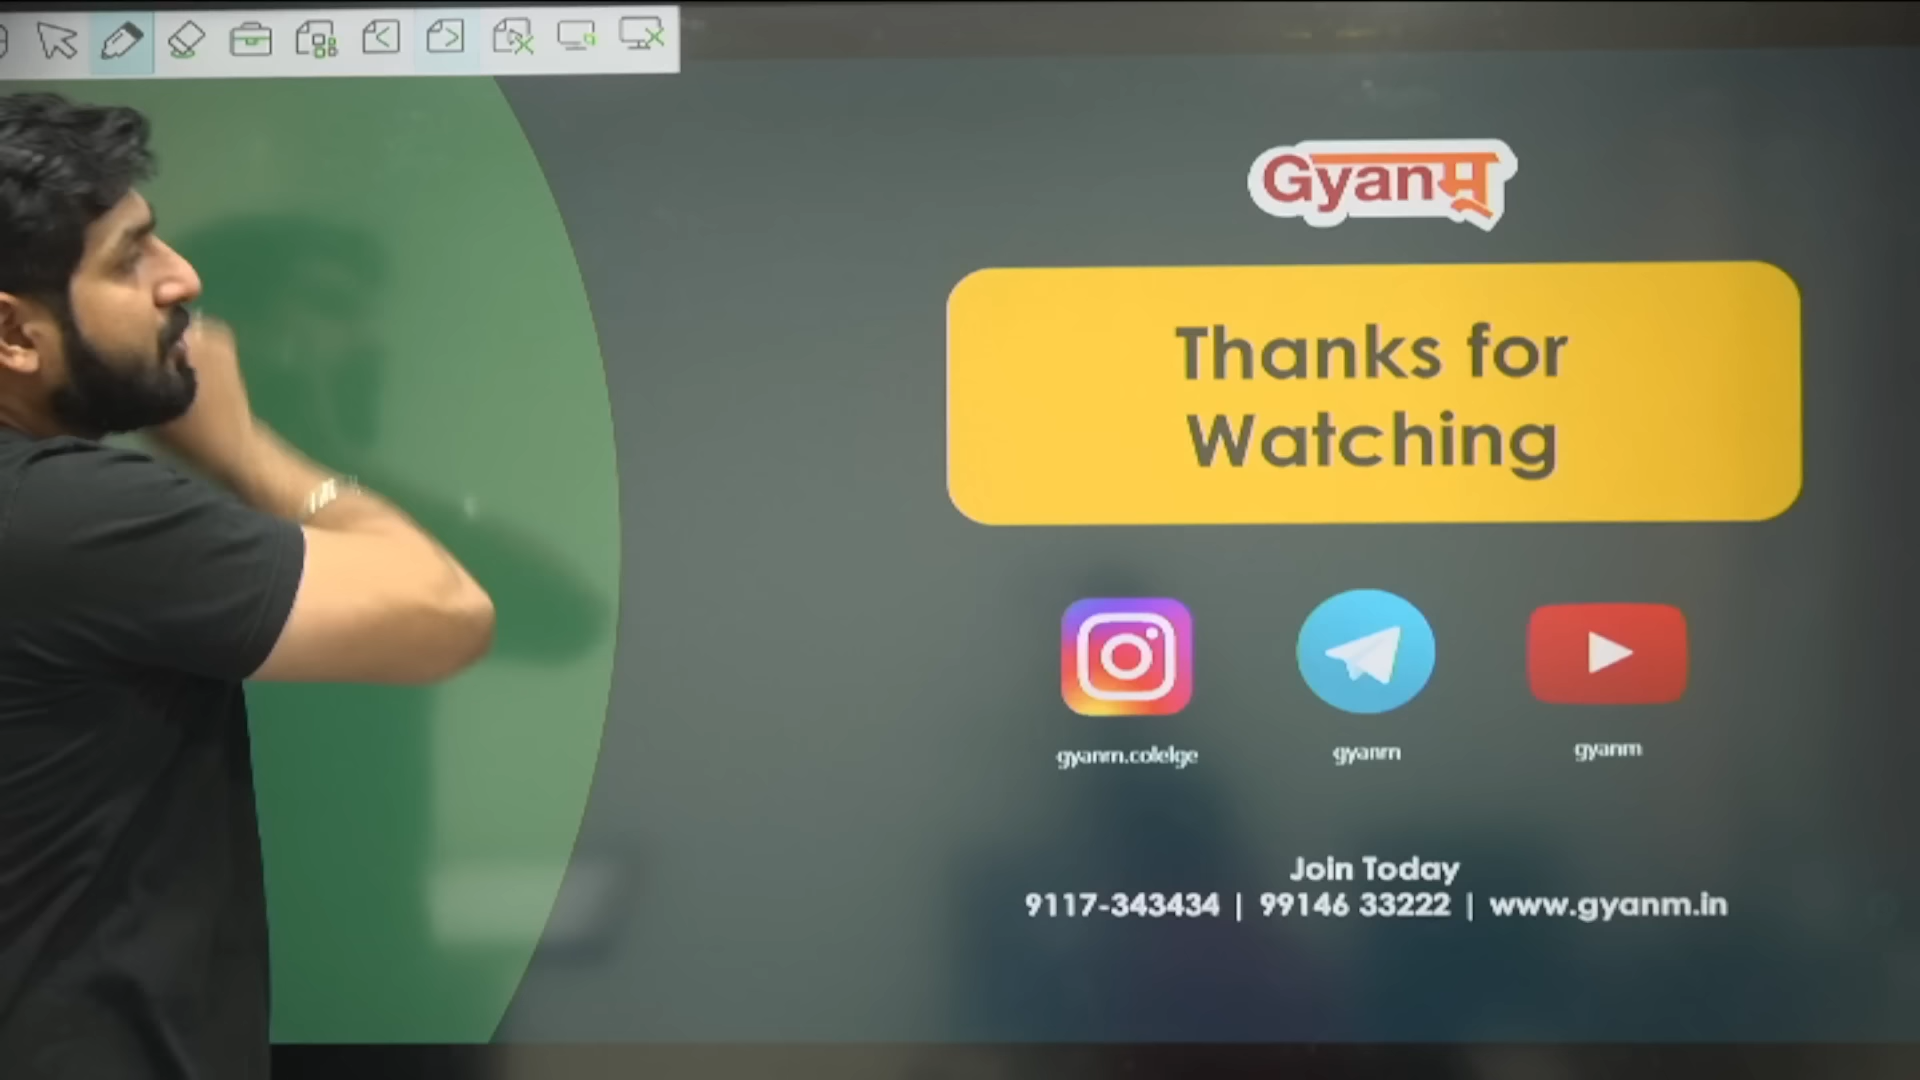 Gyanम्
Thanks for
Watching
gyanm.colelge
gyanm
gyanm
Join Today
9117-343434 | 99146 33222 | www.gyanm.in